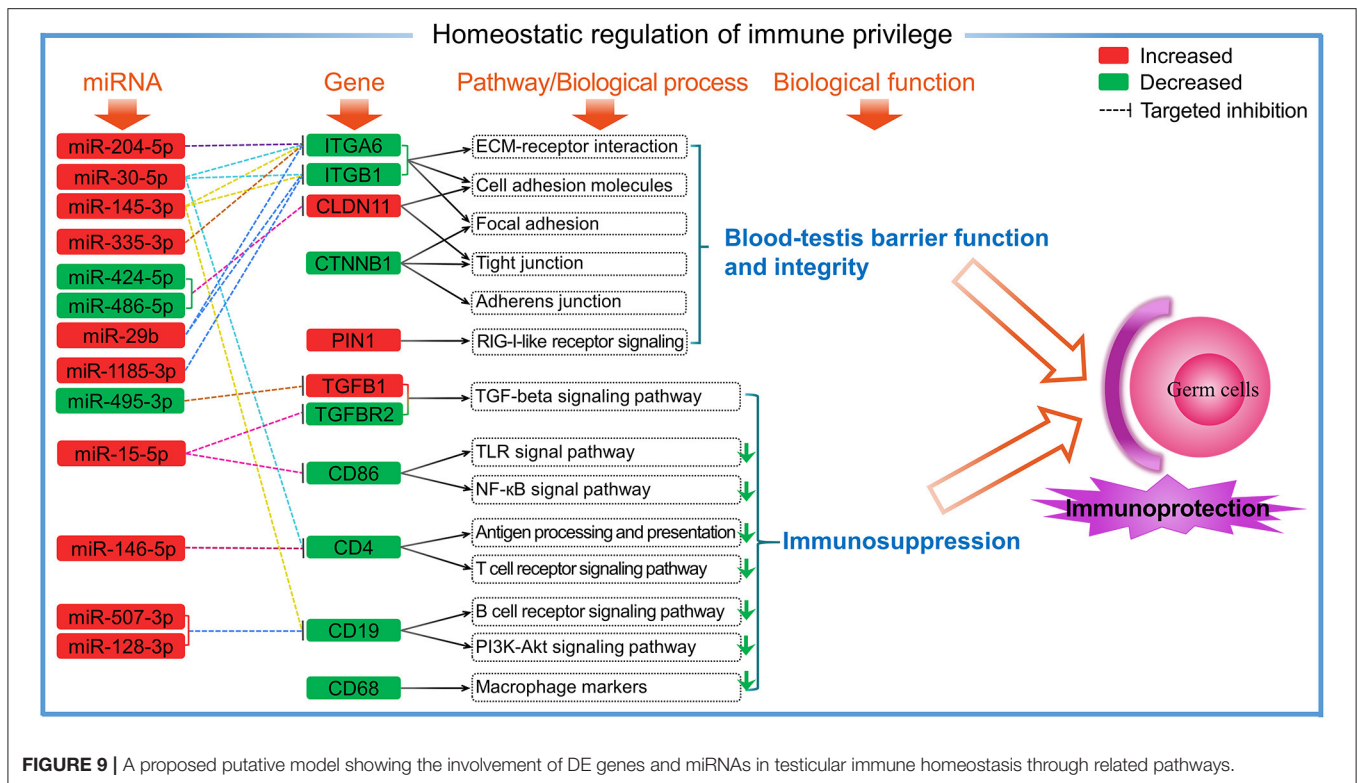 Homeostatic regulation of immune privilege
Increased
Decreased
Targeted inhibition
miRNA
Gene
Pathway/Biological process
Biological function
miR-204-5p
miR-30-5p
miR-145-3p
miR-335-3p
miR-424-5p
miR-486-5p
miR-29b
miR-1185-3p
miR-495-3p
miR-15-5p
miR-146-5p
miR-507-3p
miR-128-3p
ITGA6
ITGB1
CLDN11
CTNNB1
PIN1
TGFB1
TGFBR2
CD86
CD4
CD19
CD68
ECM-receptor interaction
Cell adhesion molecules
Focal adhesion
Tight junction
Adherens junction
RIG-I-like receptor signaling
TGF-beta signaling pathway
TLR signal pathway
NF-κB signal pathway
Antigen processing and presentation
T cell receptor signaling pathway
B cell receptor signaling pathway
PI3K-Akt signaling pathway
Macrophage markers
Blood-testis barrier function
and integrity
Immunosuppression
Germ cells
Immunoprotection
FIGURE 9 | A proposed putative model showing the involvement of DE genes and miRNAs in testicular immune homeostasis through related pathways.